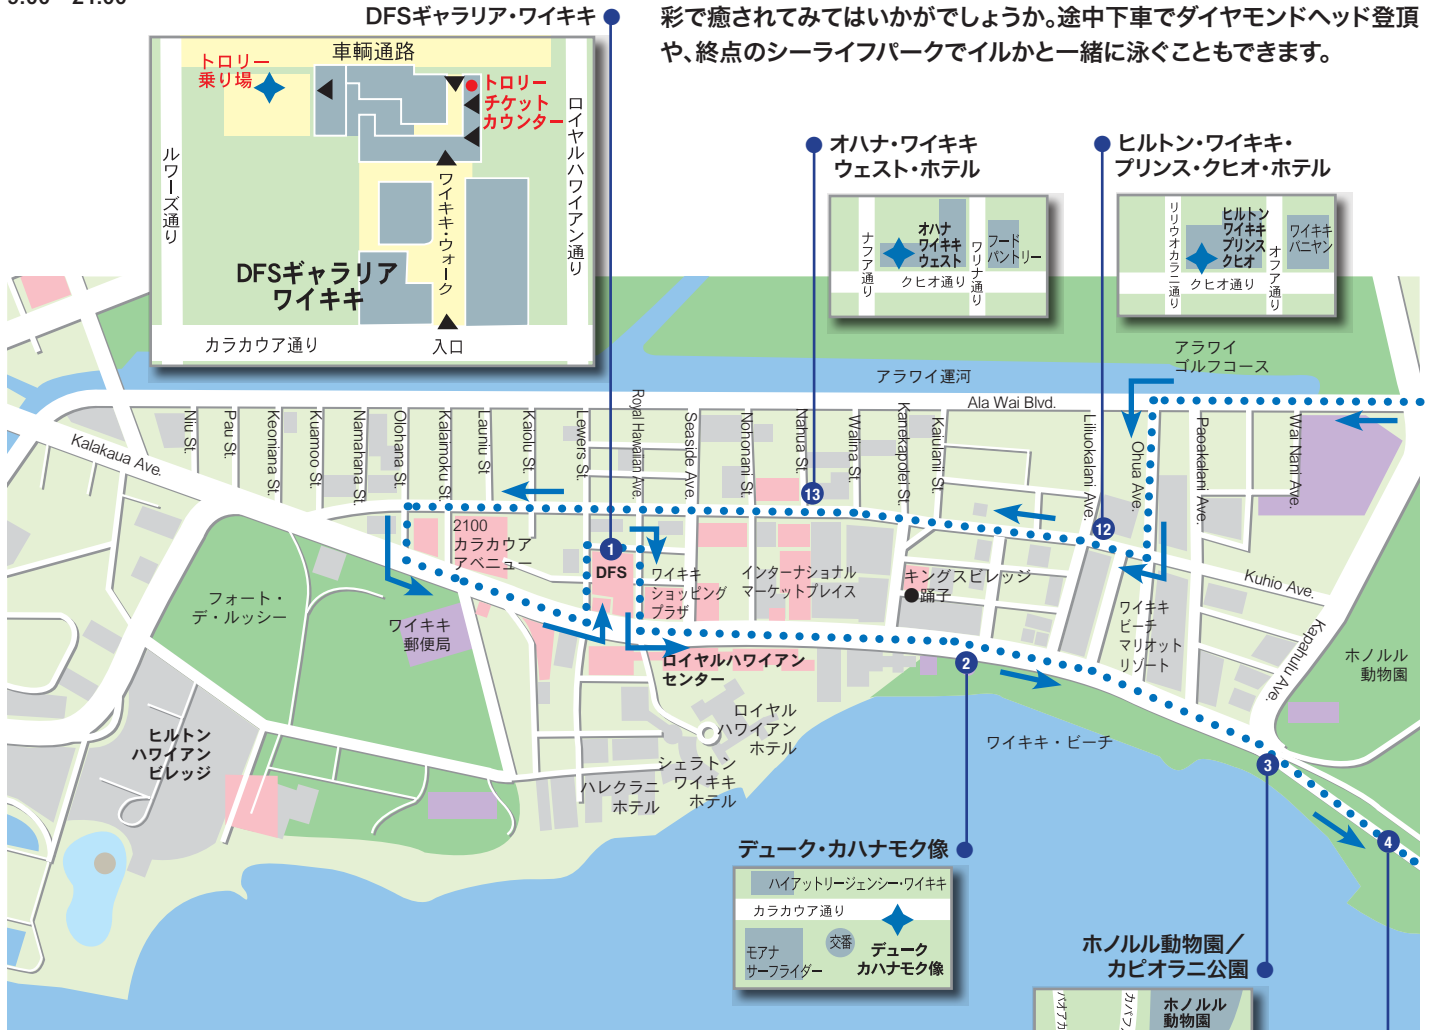 DFSギャラリア・ワイキキ
彩で癒されてみてはいかがでしょうか。途中下車でダイヤモンドヘッド登頂
や、終点のシーライフパークでイルかと一緒に泳ぐこともできます。
車輌通路
トロリー
乗り場
トロリー
チケット
カウンター
ルワーズ通り
ロイヤルハワイアン通り
ワイキキ・ウォーク
DFSギャラリア
ワイキキ
カラカウア通り
入口
オハナ・ワイキキ
ウェスト・ホテル
ナフア通り
オハナ
ワイキキ
ウェスト
ワリナ通り
フード
パントリー
クヒオ通り
ヒルトン・ワイキキ・
プリンス・クヒオ・ホテル
リリウオカラニ通り
ヒルトン
ワイキキ
プリンス
クヒオ
オフア通り
ワイキキ
バニヤン
クヒオ通り
アラワイ
ゴルフコース
アラワイ運河
Ala Wai Blvd.
Kalakaua Ave.
Niu St.
Pau St.
Keoniana St.
Kuamoo St.
Namahana St.
Olohana St.
Kalaimoku St.
Launiu St.
Kaiolu St.
Lewers St.
Royal Hawaiian Ave.
Seaside Ave.
Nohonani St.
Nahua St.
Walina St.
Kanekapolei St.
Kaiulanii St.
Liliuokalani Ave.
Ohua Ave.
Paoakalani Ave.
Wai Nani Ave.
13
12
1
DFS
2100
カラカウア
アベニュー
ワイキキ
ショッピング
プラザ
インターナショナル
マーケットプレイス
キングスビレッジ
踊子
Kuhio Ave.
Kapahulu Ave.
ワイキキ
ビーチ
マリオット
リゾート
ホノルル
動物園
フォート・
デ・ルッシー
ワイキキ
郵便局
ロイヤルハワイアン
センター
2
ロイヤル
ハワイアン
ホテル
ワイキキ・ビーチ
ヒルトン
ハワイアン
ビレッジ
シェラトン
ワイキキ
ホテル
ハレクラニ
ホテル
3
4
デューク・カハナモク像
ハイアットリージェンシー・ワイキキ
カラカウア通り
モアナ
サーフライダー
交番
デューク
カハナモク像
ホノルル動物園／
カピオラニ公園
ホノルル
動物園